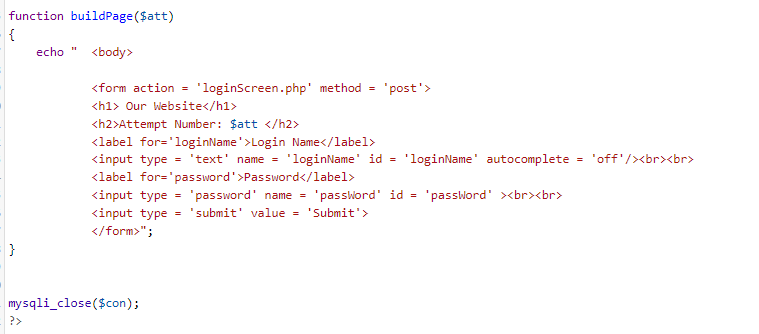 function buildPage($att)
{
echo "  <body>
<form action = 'loginScreen.php' method = 'post'>
<h1> Our Website</h1>
<h2>Attempt Number: $att </h2>
<label for='loginName'>Login Name</label>
<input type = 'text' name = 'loginName' id = 'loginName' autocomplete = 'off'/><br><br>
<label for='password'>Password</label>
<input type = 'password' name = 'passWord' id = 'passWord' ><br><br>
<input type = 'submit' value = 'Submit'>
</form>";
}
mysqli_close($con);
?>